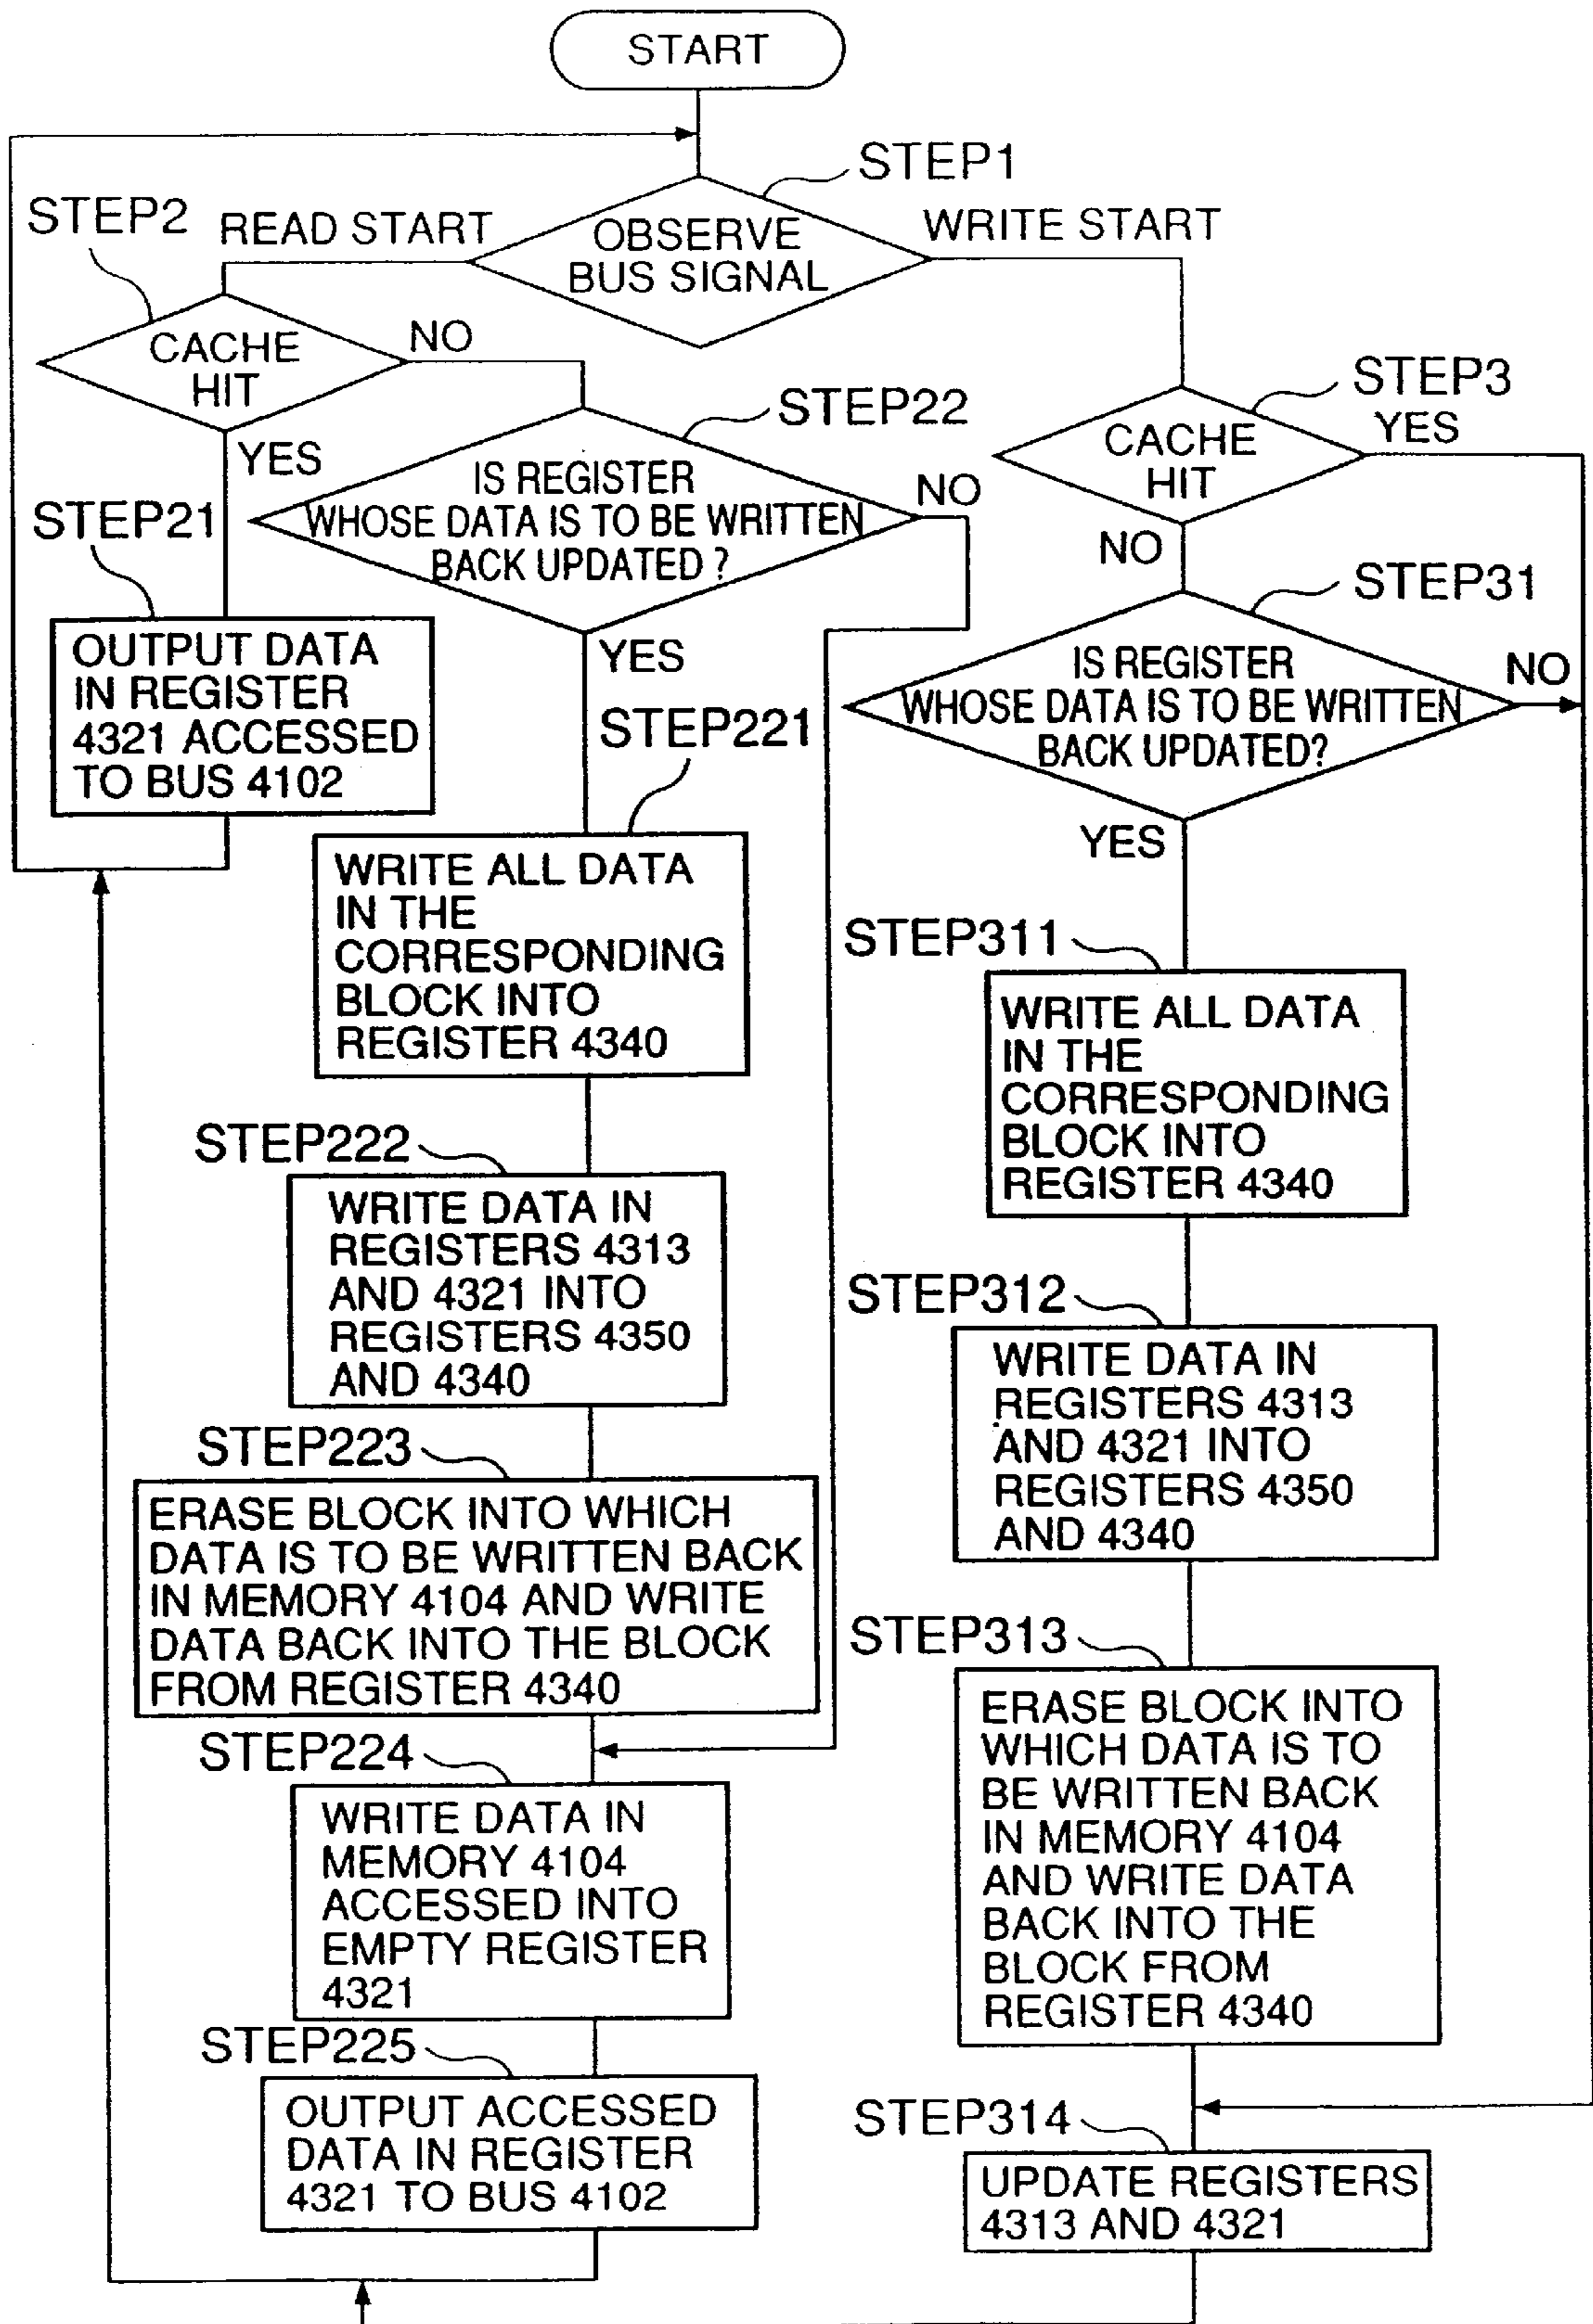 START
STEP1
STEP2
READ START
WRITE START
OBSERVE
BUS SIGNAL
CACHE
HIT
NO
YES
STEP3
YES
CACHE
HIT
NO
STEP22
IS REGISTER
WHOSE DATA IS TO BE WRITTEN
BACK UPDATED ?
NO
YES
STEP21
OUTPUT DATA
IN REGISTER
4321 ACCESSED
TO BUS 4102
STEP31
IS REGISTER
WHOSE DATA IS TO BE WRITTEN
BACK UPDATED?
NO
YES
STEP221
WRITE ALL DATA
IN THE
CORRESPONDING
BLOCK INTO
REGISTER 4340
STEP222
WRITE DATA IN
REGISTERS 4313
AND 4321 INTO
REGISTERS 4350
AND 4340
STEP223
ERASE BLOCK INTO WHICH
DATA IS TO BE WRITTEN BACK
IN MEMORY 4104 AND WRITE
DATA BACK INTO THE BLOCK
FROM REGISTER 4340
STEP224
WRITE DATA IN
MEMORY 4104
ACCESSED INTO
EMPTY REGISTER
4321
STEP225
OUTPUT ACCESSED
DATA IN REGISTER
4321 TO BUS 4102
STEP311
WRITE ALL DATA
IN THE
CORRESPONDING
BLOCK INTO
REGISTER 4340
STEP312
WRITE DATA IN
REGISTERS 4313
AND 4321 INTO
REGISTERS 4350
AND 4340
STEP313
ERASE BLOCK INTO
WHICH DATA IS TO
BE WRITTEN BACK
IN MEMORY 4104
AND WRITE DATA
BACK INTO THE
BLOCK FROM
REGISTER 4340
STEP314
UPDATE REGISTERS
4313 AND 4321